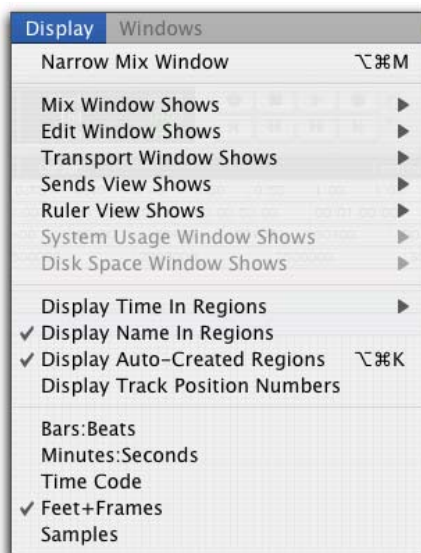 Display Windows
Narrow Mix Window ⌥⌘M
Mix Window Shows
Edit Window Shows
Transport Window Shows
Sends View Shows
Ruler View Shows
System Usage Window Shows
Disk Space Window Shows
Display Time In Regions
✓ Display Name In Regions
✓ Display Auto-Created Regions ⌥⌘K
Display Track Position Numbers
Bars:Beats
Minutes:Seconds
Time Code
✓ Feet+Frames
Samples